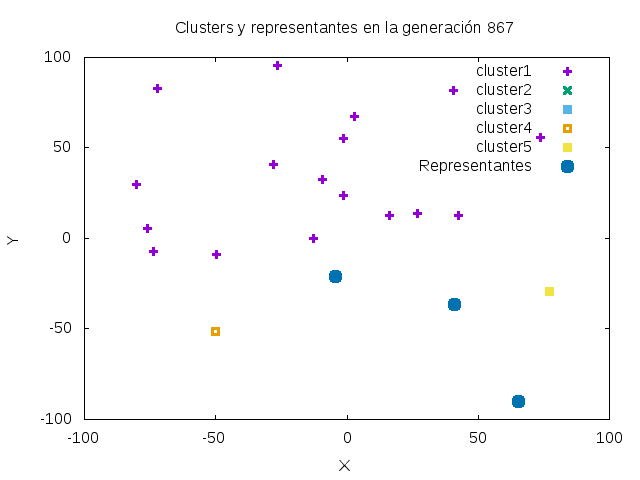 Clusters y representantes en la generación 867
100
50
0
-50
-100
-100
-50
0
50
100
Y
X
cluster1
cluster2
cluster3
cluster4
cluster5
Representantes